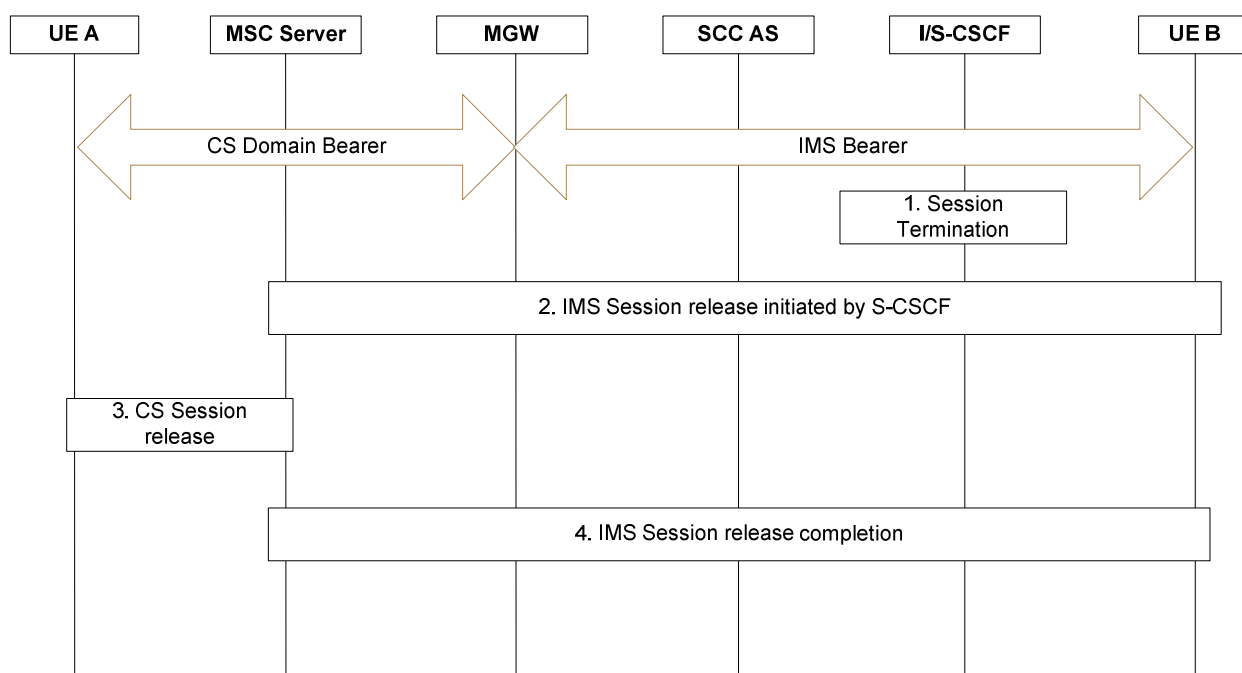 UE A
MSC Server
MGW
SCC AS
I/S-CSCF
UE B
CS Domain Bearer
IMS Bearer
1. Session
Termination
2. IMS Session release initiated by S-CSCF
3. CS Session
release
4. IMS Session release completion